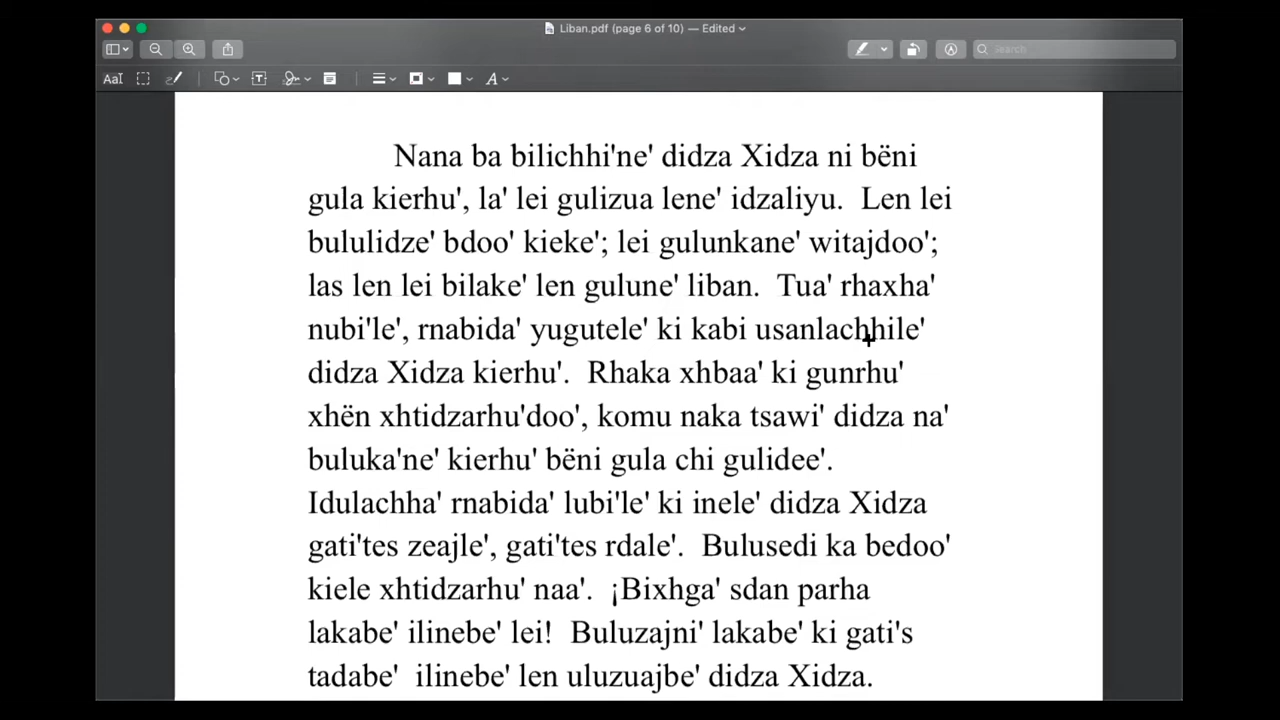 Liban.pdf (page 6 of 10) — Edited
Search
Nana ba bilichhi'ne' didza Xidza ni bëni
gula kierhu', la' lei gulizua lene' idzaliyu. Len lei
bululidze' bdoo' kieke'; lei gulunkane' witajdoo';
las len lei bilake' len gulune' liban. Tua' rhaxha'
nubi'le', rnabida' yugutele' ki kabi usanlachhile'
didza Xidza kierhu'. Rhaka xhbaa' ki gunrhu'
xhën xhtidzarhu'doo', komu naka tsawi' didza na'
buluka'ne' kierhu' bëni gula chi gulidee'.
Idulachha' rnabida' lubi'le' ki inele' didza Xidza
gati'tes zeajle', gati'tes rdale'. Bulusedi ka bedoo'
kiele xhtidzarhu' naa'. ¡Bixhga' sdan parha
lakabe' ilinebe' lei! Buluzajni' lakabe' ki gati's
tadabe' ilinebe' len uluzuajbe' didza Xidza.